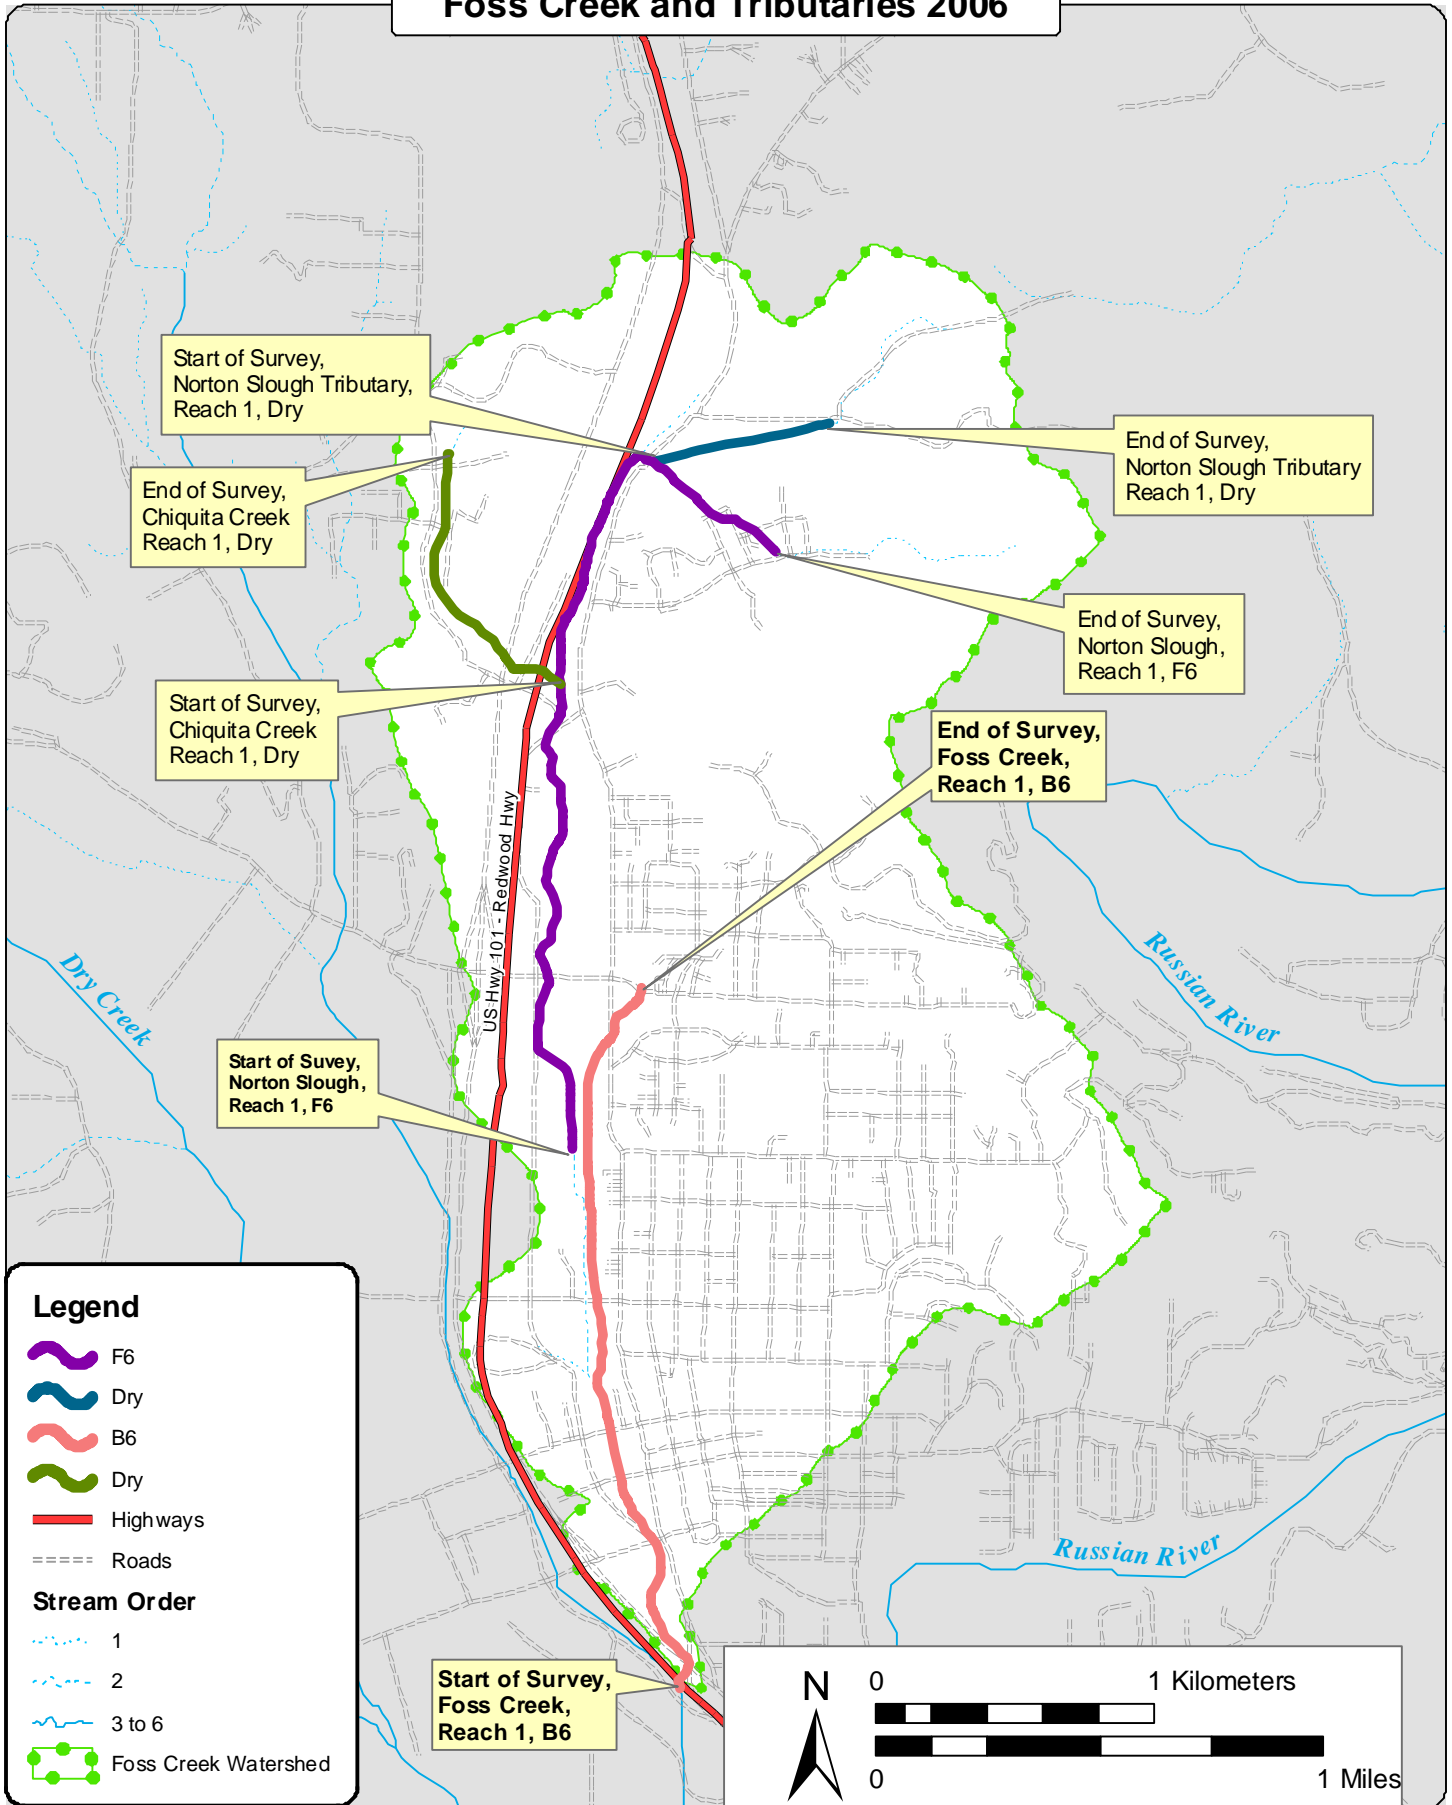 Foss Creek and Tributaries 2006
Start of Survey,
Norton Slough Tributary,
Reach 1, Dry
End of Survey,
Norton Slough Tributary
Reach 1, Dry
End of Survey,
Chiquita Creek
Reach 1, Dry
End of Survey,
Norton Slough,
Reach 1, F6
Start of Survey,
Chiquita Creek
Reach 1, Dry
End of Survey,
Foss Creek,
Reach 1, B6
US Hwy 101 - Redwood Hwy
Dry Creek
Russian River
Start of Suvey,
Norton Slough,
Reach 1, F6
Legend
F6
Dry
B6
Dry
Highways
Roads
Stream Order
1
2
3 to 6
Foss Creek Watershed
Russian River
Start of Survey,
Foss Creek,
Reach 1, B6
N
0 1 Kilometers
0 1 Miles